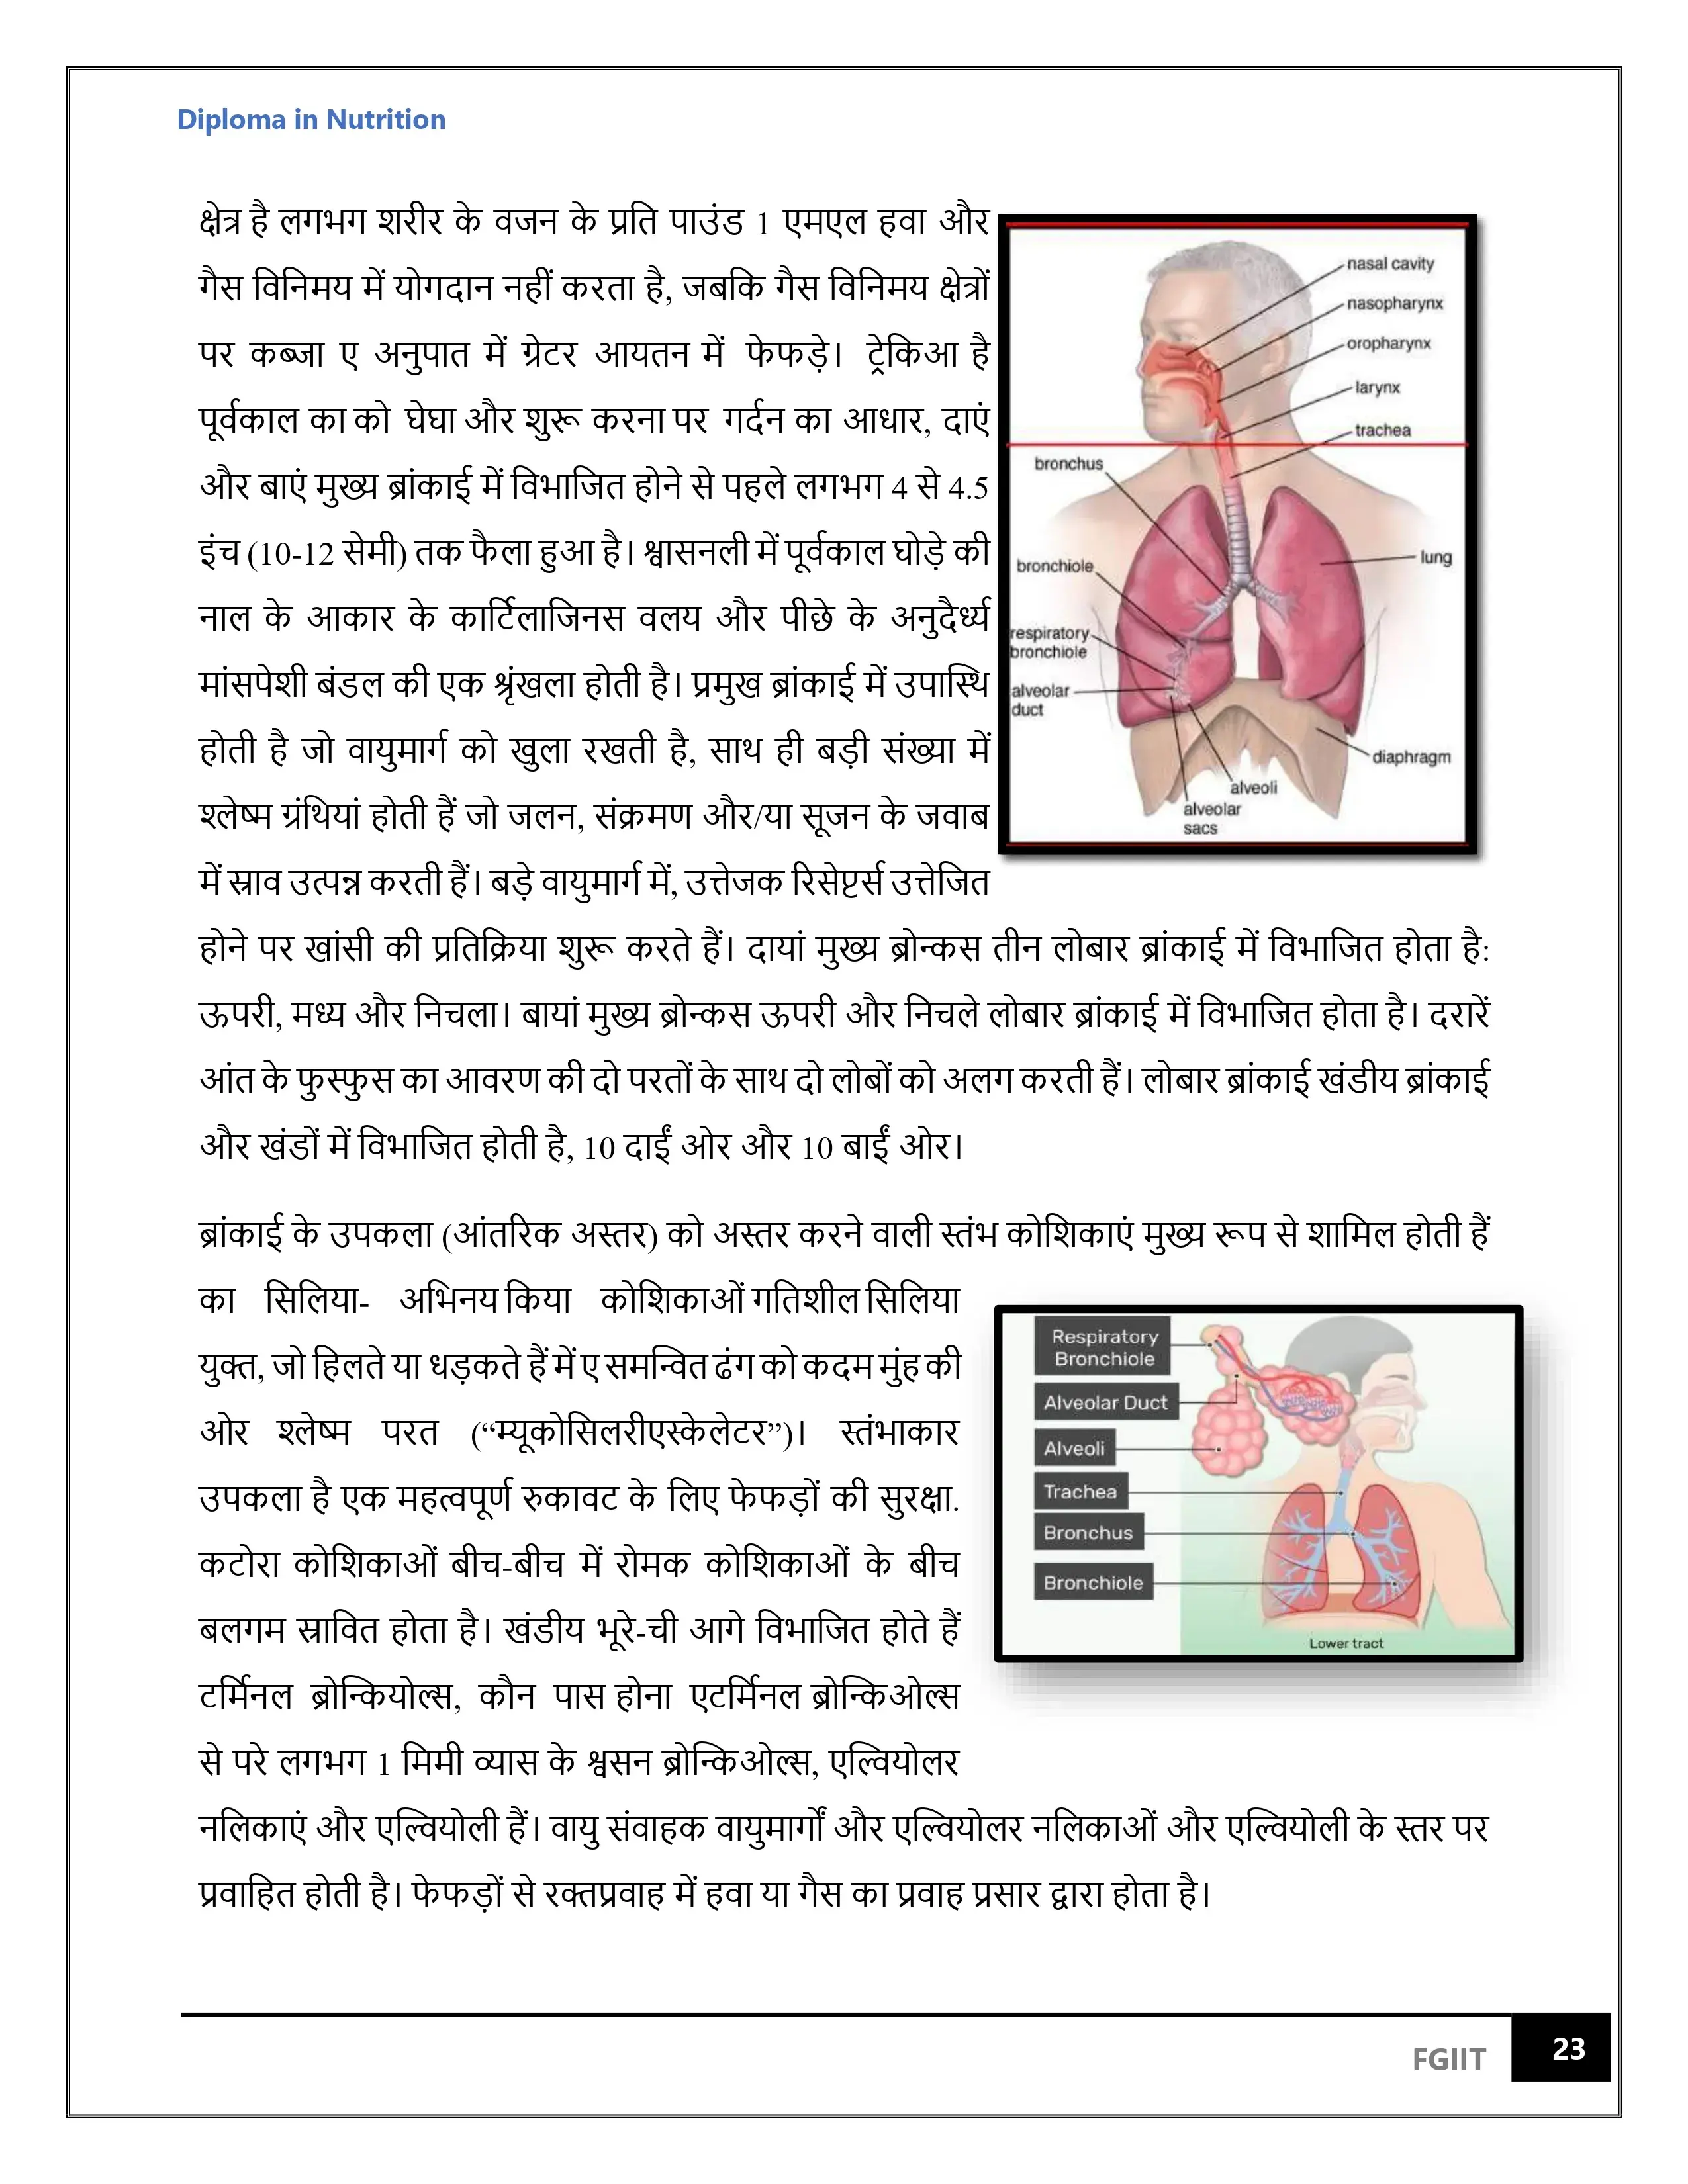 Diploma in Nutrition
क्षेत्र है लगभग शरीर के वजन के प्रति पाउंड 1 एमएल हवा और
गैस विनिमय में योगदान नहीं करता है, जबकि गैस विनिमय क्षेत्रों
पर कब्जा ए अनुपात में ग्रेटर आयतन में फेफड़े। ट्रेकिआ है
पूर्वकाल का को घेघा और शुरू करना पर गर्दन का आधार, दाएं
और बाएं मुख्य ब्रांकाई में विभाजित होने से पहले लगभग 4 से 4.5
इंच (10-12 सेमी) तक फैला हुआ है। श्वासनली में पूर्वकाल घोड़े की
नाल के आकार के कार्टिलाजिनस वलय और पीछे के अनुदैर्ध्य
मांसपेशी बंडल की एक श्रृंखला होती है। प्रमुख ब्रांकाई में उपास्थि
होती है जो वायुमार्ग को खुला रखती है, साथ ही बड़ी संख्या में
श्लेष्म ग्रंथियां होती हैं जो जलन, संक्रमण और/या सूजन के जवाब
में स्राव उत्पन्न करती हैं। बड़े वायुमार्ग में, उत्तेजक रिसेप्टर्स उत्तेजित
होने पर खांसी की प्रतिक्रिया शुरू करते हैं। दायां मुख्य ब्रोन्कस तीन लोबार ब्रांकाई में विभाजित होता है:
ऊपरी, मध्य और निचला। बायां मुख्य ब्रोन्कस ऊपरी और निचले लोबार ब्रांकाई में विभाजित होता है। दरारें
आंत के फुस्फुस का आवरण की दो परतों के साथ दो लोबों को अलग करती हैं। लोबार ब्रांकाई खंडीय ब्रांकाई
और खंडों में विभाजित होती है, 10 दाईं ओर और 10 बाईं ओर।
nasal cavity
nasopharynx
oropharynx
larynx
trachea
bronchus
bronchiole
lung
respiratory
bronchiole
alveolar
duct
diaphragm
alveoli
alveolar
sacs
ब्रांकाई के उपकला (आंतरिक अस्तर) को अस्तर करने वाली स्तंभ कोशिकाएं मुख्य रूप से शामिल होती हैं
का सिलिया- अभिनय किया कोशिकाओं गतिशील सिलिया
युक्त, जो हिलते या धड़कते हैं में ए समन्वित ढंग को कदम मुंह की
ओर श्लेष्म परत (“म्यूकोसिलरीएस्केलेटर”)। स्तंभाकार
उपकला है एक महत्वपूर्ण रुकावट के लिए फेफड़ों की सुरक्षा.
कटोरा कोशिकाओं बीच-बीच में रोमक कोशिकाओं के बीच
बलगम स्रावित होता है। खंडीय भूरे-ची आगे विभाजित होते हैं
टर्मिनल ब्रोन्कियोल्स, कौन पास होना एटर्मिनल ब्रोन्किओल्स
से परे लगभग 1 मिमी व्यास के श्वसन ब्रोन्किओल्स, एल्वियोलर
नलिकाएं और एल्वियोली हैं। वायु संवाहक वायुमार्गों और एल्वियोलर नलिकाओं और एल्वियोली के स्तर पर
प्रवाहित होती है। फेफड़ों से रक्तप्रवाह में हवा या गैस का प्रवाह प्रसार द्वारा होता है।
Respiratory
Bronchiole
Alveolar Duct
Alveoli
Trachea
Bronchus
Bronchiole
Lower tract
FGIIT
23